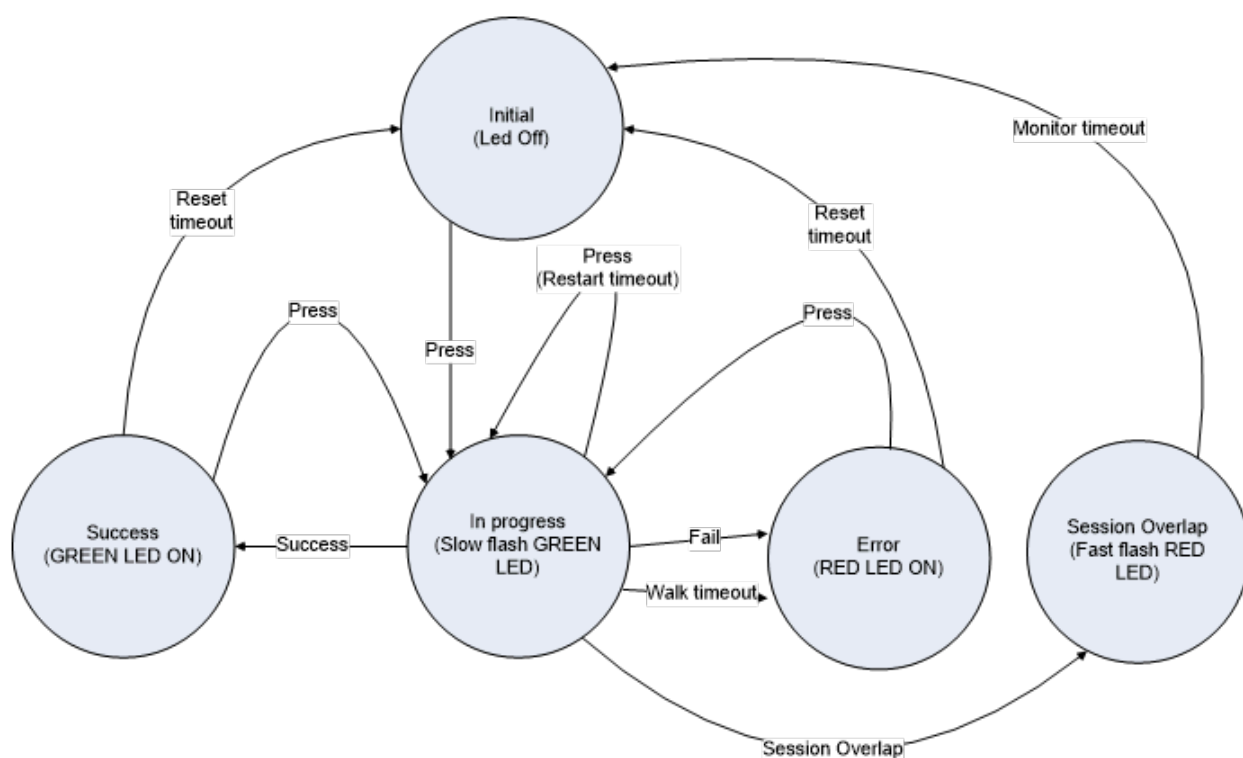 Initial
(Led Off)
Monitor timeout
Reset
timeout
Reset
timeout
Press
(Restart timeout)
Press
Press
Press
Success
(GREEN LED ON)
Success
In progress
(Slow flash GREEN
LED)
Fail
Walk timeout
Error
(RED LED ON)
Session Overlap
(Fast flash RED
LED)
Session Overlap